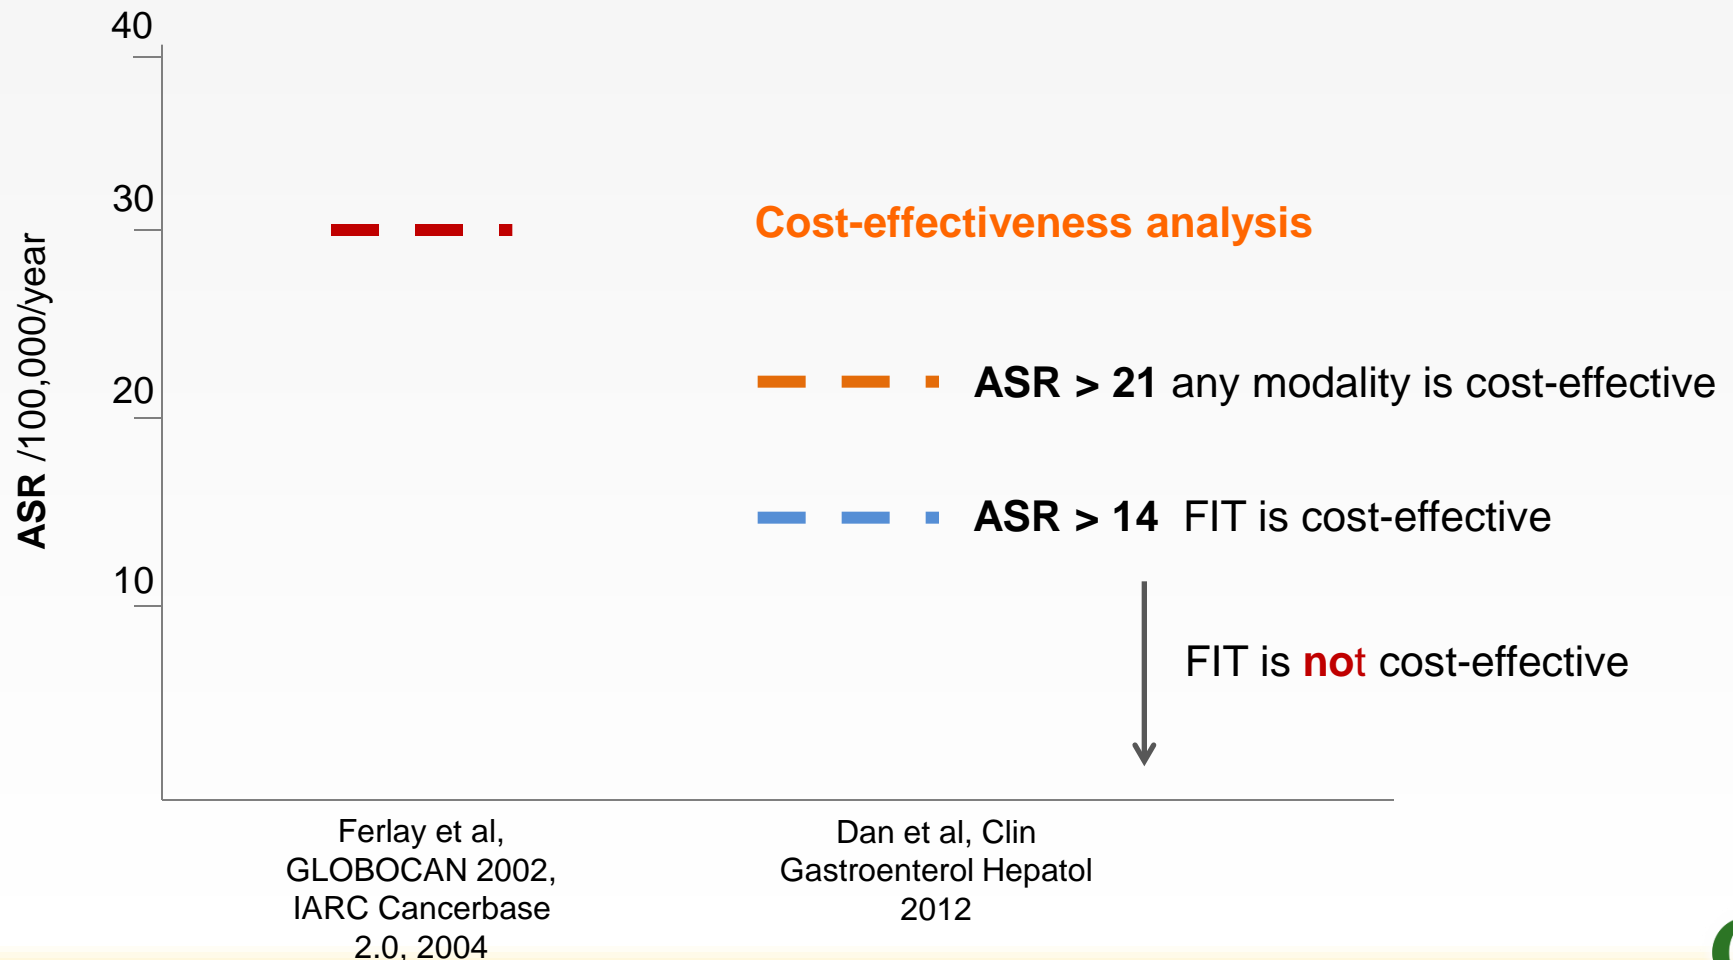 40
30
20
10
ASR /100,000/year
Cost-effectiveness analysis
ASR > 21 any modality is cost-effective
ASR > 14 FIT is cost-effective
FIT is not cost-effective
Ferlay et al,
GLOBOCAN 2002,
IARC Cancerbase
2.0, 2004
Dan et al, Clin
Gastroenterol Hepatol
2012